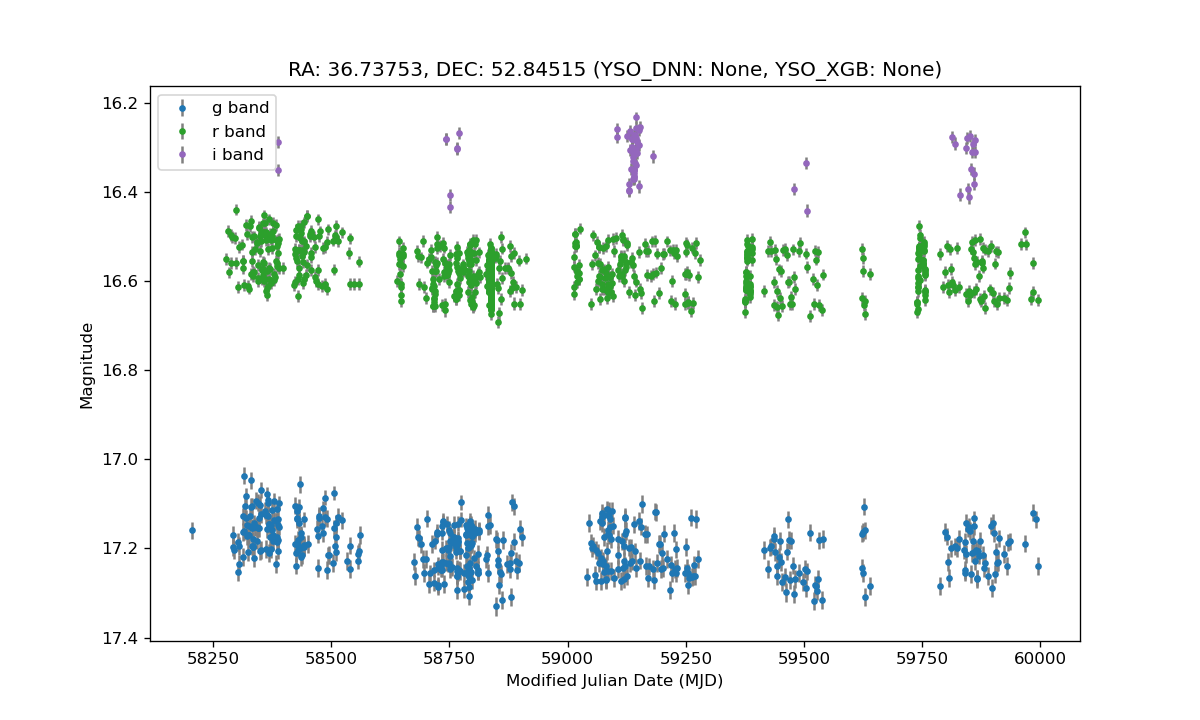 RA: 36.73753, DEC: 52.84515 (YSO_DNN: None, YSO_XGB: None)
g band
r band
i band
16.2
16.4
16.6
16.8
17.0
17.2
17.4
Magnitude
58250 58500 58750 59000 59250 59500 59750 60000
Modified Julian Date (MJD)